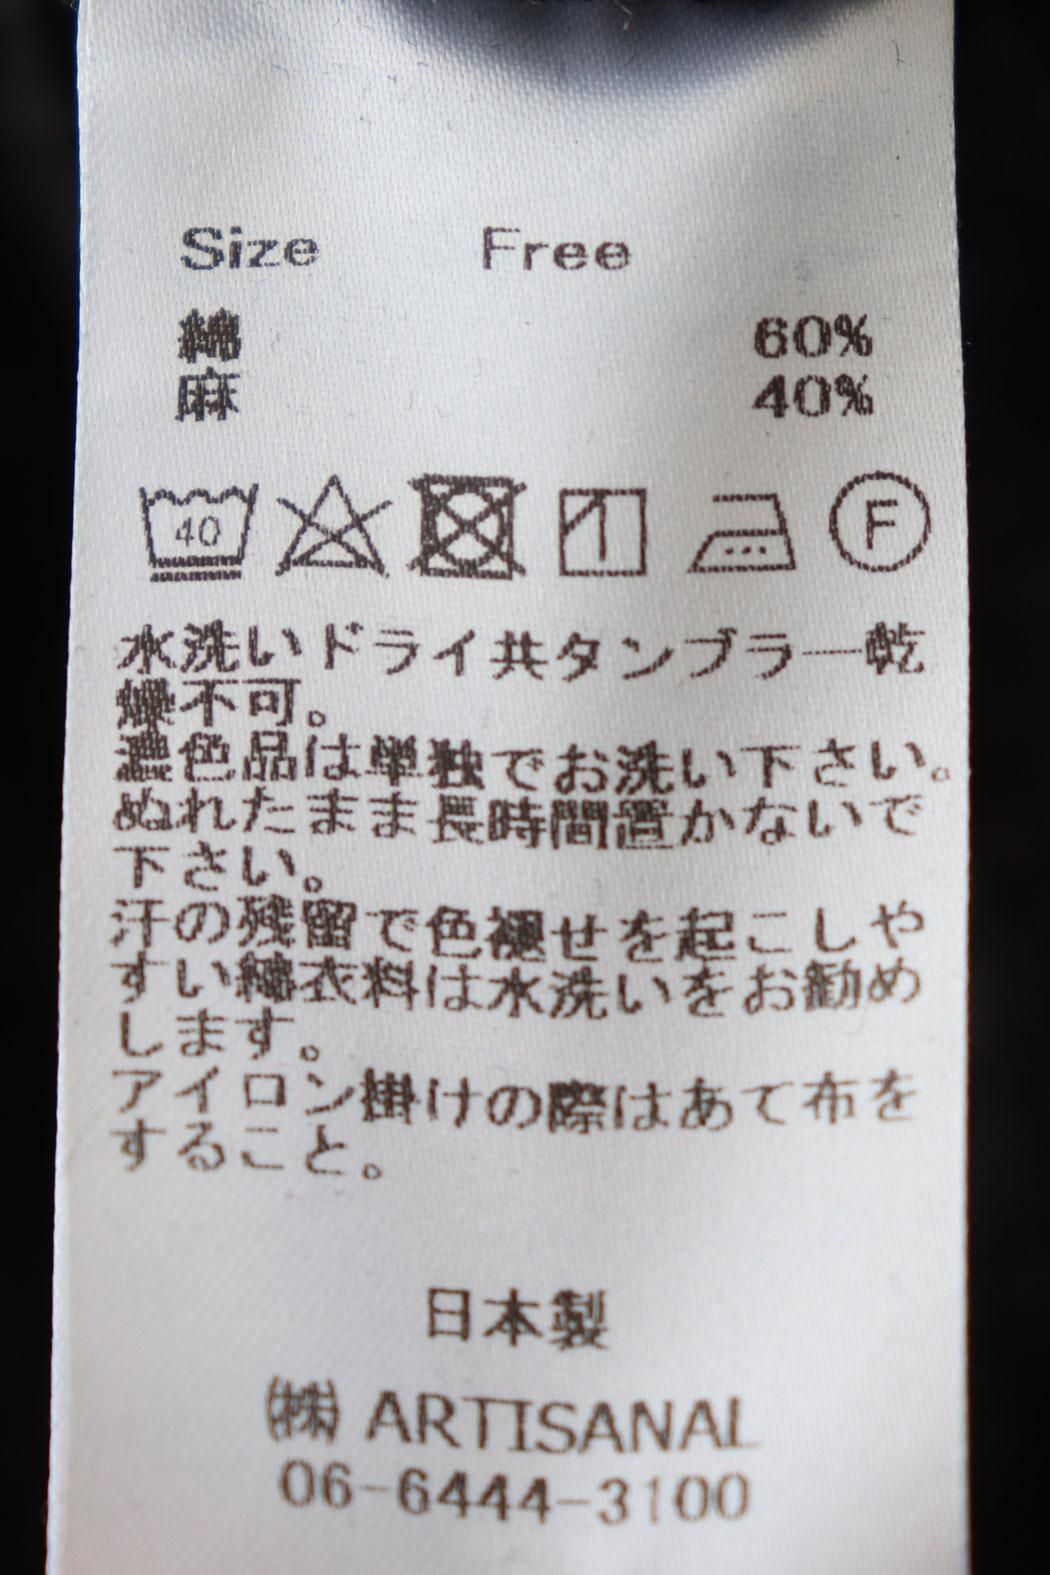 Size Free
綿 60%
麻 40%
40
F
水洗いドライ共タンブラー乾
燥不可。
濃色品は単独でお洗い下さい。
ぬれたまま長時間置かないで
下さい。
汗の残留で色褪せを起こしや
すい綿衣料は水洗いをお勧め
します。
アイロン掛けの際はあて布を
すること。
日本製
㈱ ARTISANAL
06-6444-3100